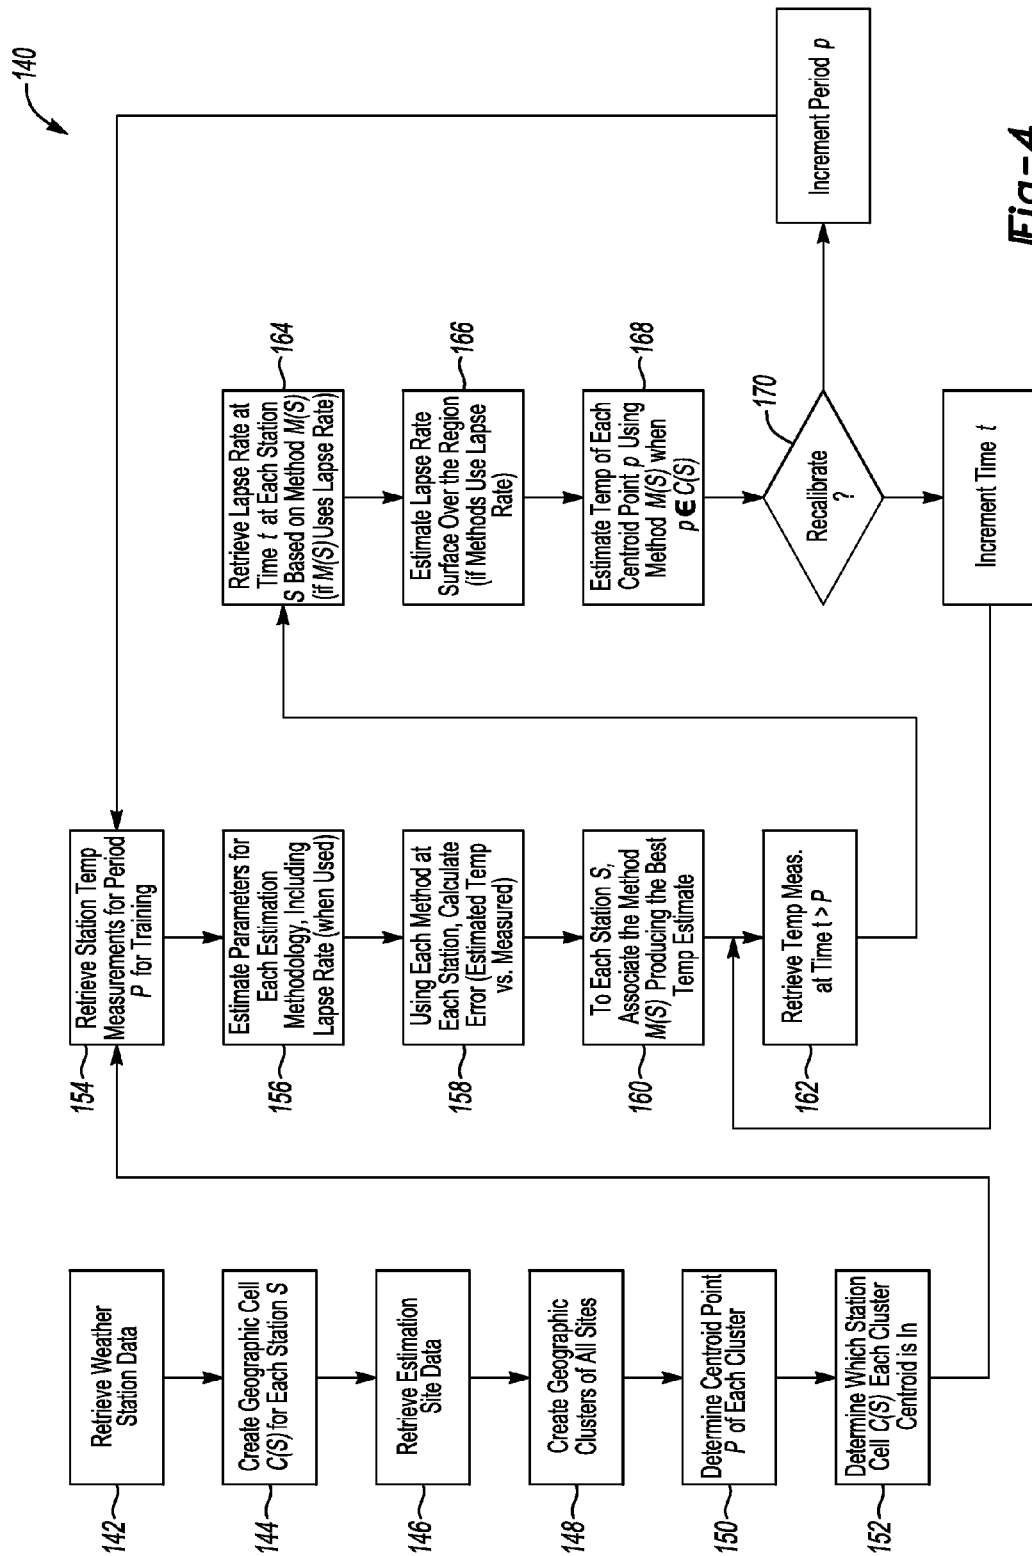 140
Retrieve Weather
Station Data
142
Create Geographic Cell
C(S) for Each Station S
144
Retrieve Estimation
Site Data
146
Create Geographic
Clusters of All Sites
148
Determine Centroid Point
P of Each Cluster
150
Determine Which Station
Cell C(S) Each Cluster
Centroid is In
152
Retrieve Station Temp
Measurements for Period
P for Training
154
Estimate Parameters for
Each Estimation
Methodology, Including
Lapse Rate (when Used)
156
Using Each Method at
Each Station, Calculate
Error (Estimated Temp
vs. Measured)
158
To Each Station S,
Associate the Method
M(S) Producing the Best
Temp Estimate
160
Retrieve Temp Meas.
at Time t > P
162
Retrieve Lapse Rate at
Time t at Each Station
S Based on Method M(S)
(if M(S) Uses Lapse Rate)
164
Estimate Lapse Rate
Surface Over the Region
(if Methods Use Lapse
Rate)
166
Estimate Temp of Each
Centroid Point p Using
Method M(S) when
p ∈ C(S)
168
Recalibrate
?
170
Increment Time t
Increment Period p
Fig-4